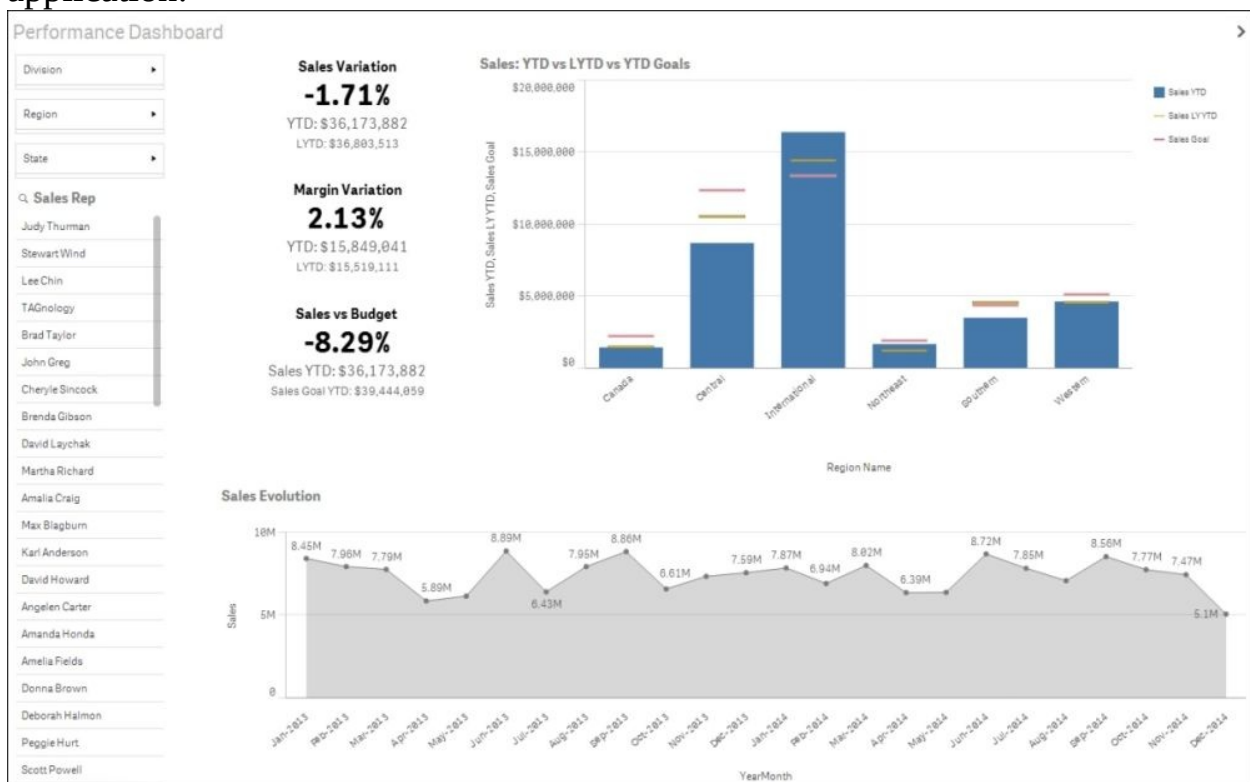 application.
Performance Dashboard
Division
Region
State
Sales Rep
Judy Thurman
Stewart Wind
Lee Chin
TAGnology
Brad Taylor
John Greg
Cheryle Sincock
Brenda Gibson
David Laychak
Martha Richard
Amalia Craig
Max Blagburn
Karl Anderson
David Howard
Angelen Carter
Amanda Honda
Amelia Fields
Donna Brown
Deborah Halmon
Peggie Hurt
Scott Powell
Sales Variation
-1.71%
YTD: $36,173,882
LYTD: $36,803,513
Margin Variation
2.13%
YTD: $15,849,041
LYTD: $15,519,111
Sales vs Budget
-8.29%
Sales YTD: $36,173,882
Sales Goal YTD: $39,444,059
Sales: YTD vs LYTD vs YTD Goals
Sales YTD, Sales LY YTD, Sales Goal
$20,000,000
$15,000,000
$10,000,000
$5,000,000
$0
Canada
Central
International
Northeast
southern
Western
Region Name
Sales YTD
Sales LY YTD
Sales Goal
Sales Evolution
Sales
10M
5M
0
8.45M
7.96M
7.79M
5.89M
8.89M
6.43M
7.95M
8.86M
6.61M
7.59M
7.87M
6.94M
8.02M
6.39M
8.72M
7.85M
8.56M
7.77M
7.47M
5.1M
Jan-2013
Feb-2013
Mar-2013
Apr-2013
May-2013
Jun-2013
Jul-2013
Aug-2013
Sep-2013
Oct-2013
Nov-2013
Dec-2013
Jan-2014
Feb-2014
Mar-2014
Apr-2014
May-2014
Jun-2014
Jul-2014
Aug-2014
Sep-2014
Oct-2014
Nov-2014
Dec-2014
YearMonth